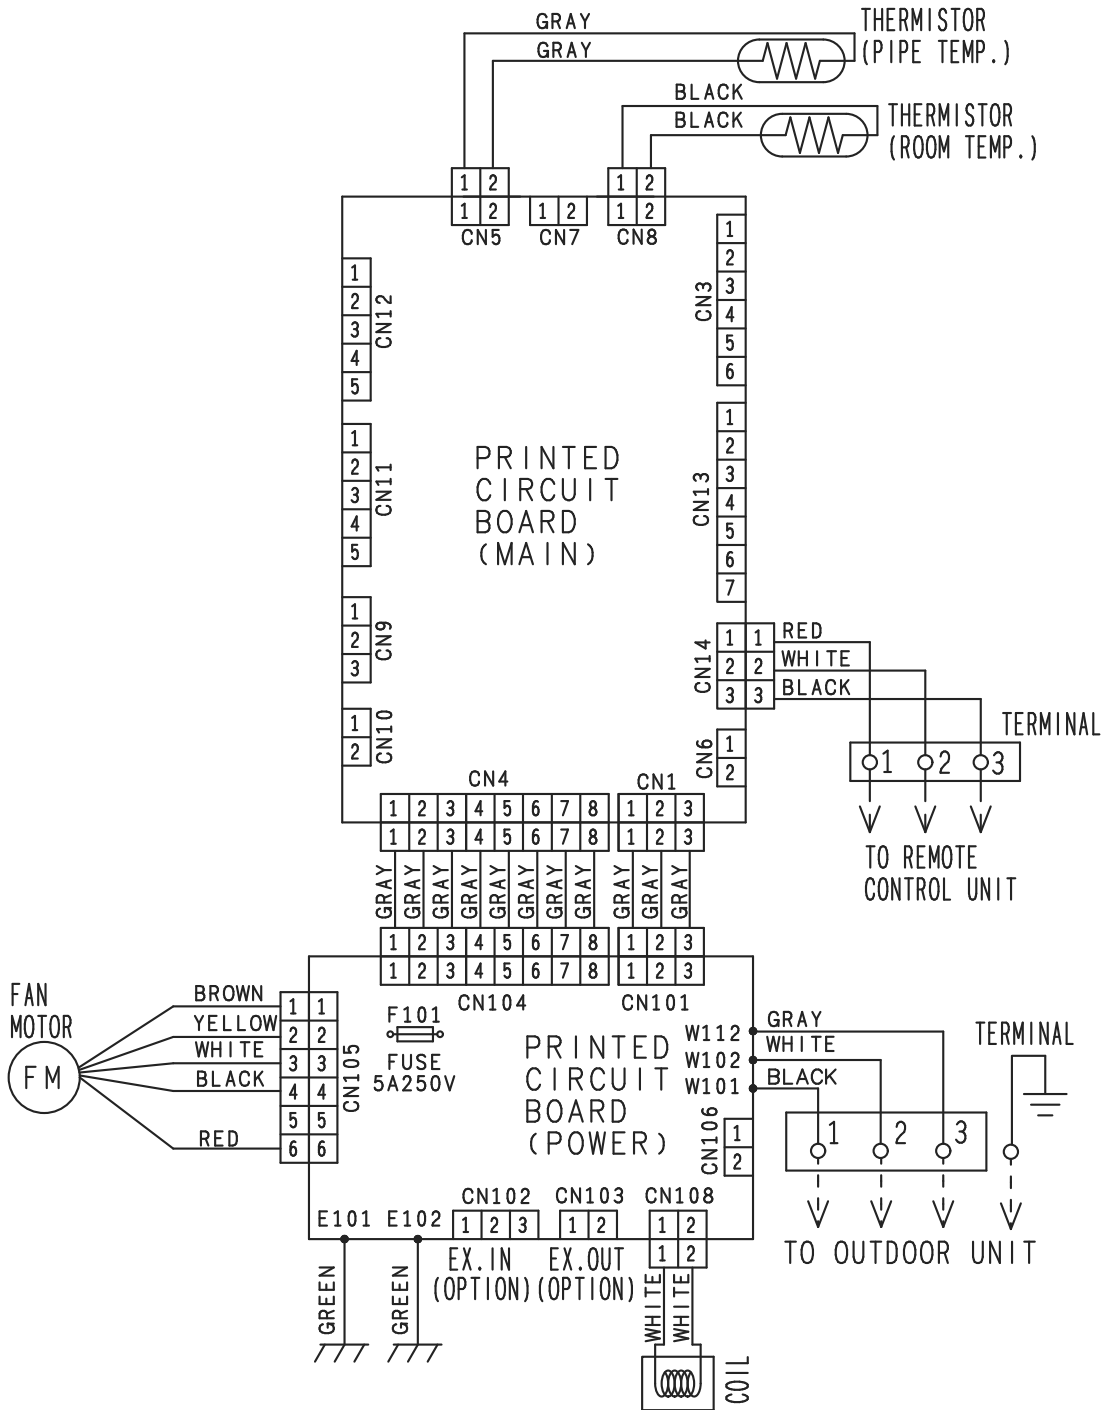 GRAY
THERMISTOR
(PIPE TEMP.)
GRAY
BLACK
THERMISTOR
(ROOM TEMP.)
BLACK
1 2
1 2
CN5
1 2
CN7
1 2
1 2
CN8
1
2
3
4
5
CN12
1
2
3
4
5
6
CN3
1
2
3
4
5
CN11
1
2
3
4
5
6
7
CN13
PRINTED
CIRCUIT
BOARD
(MAIN)
1
2
3
CN9
1
2
CN10
CN14
1 1
2 2
3 3
RED
WHITE
BLACK
CN6
1
2
TERMINAL
1 2 3
TO REMOTE
CONTROL UNIT
CN4
1 2 3 4 5 6 7 8
1 2 3 4 5 6 7 8
CN1
1 2 3
1 2 3
GRAY GRAY GRAY GRAY GRAY GRAY GRAY GRAY
GRAY GRAY GRAY
1 2 3 4 5 6 7 8
1 2 3 4 5 6 7 8
CN104
1 2 3
1 2 3
CN101
FAN
MOTOR
FM
BROWN
YELLOW
WHITE
BLACK
RED
1 1
2 2
3 3
4 4
5 5
6 6
CN105
F101
FUSE
5A250V
PRINTED
CIRCUIT
BOARD
(POWER)
W112
W102
W101
GRAY
WHITE
BLACK
CN106
1
2
TERMINAL
1 2 3
TO OUTDOOR UNIT
E101
E102
GREEN
GREEN
CN102
1 2 3
EX.IN
(OPTION)
CN103
1 2
EX.OUT
(OPTION)
CN108
1 2
1 2
WHITE
WHITE
COIL